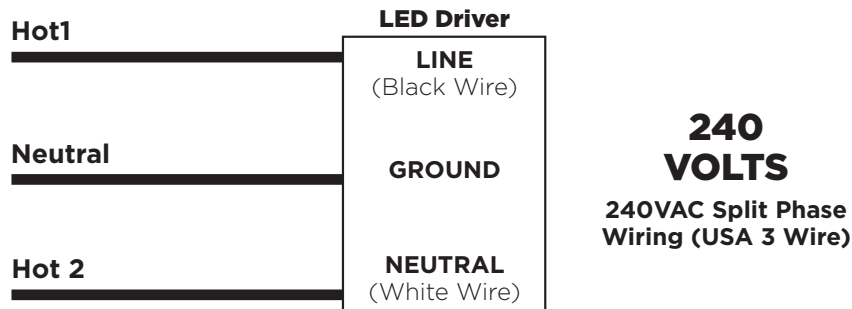 LED Driver
Hot1
LINE
(Black Wire)
Neutral
GROUND
Hot 2
NEUTRAL
(White Wire)
240
VOLTS
240VAC Split Phase
Wiring (USA 3 Wire)